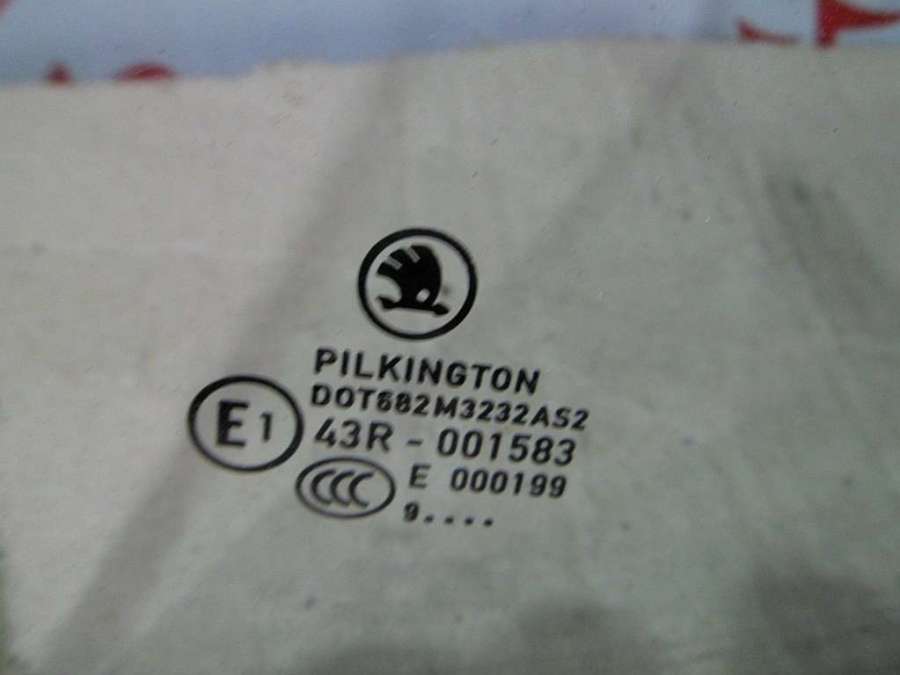 PILKINGTON
DOT682M3232AS2
E1 43R - 001583
CCC E 000199
9....